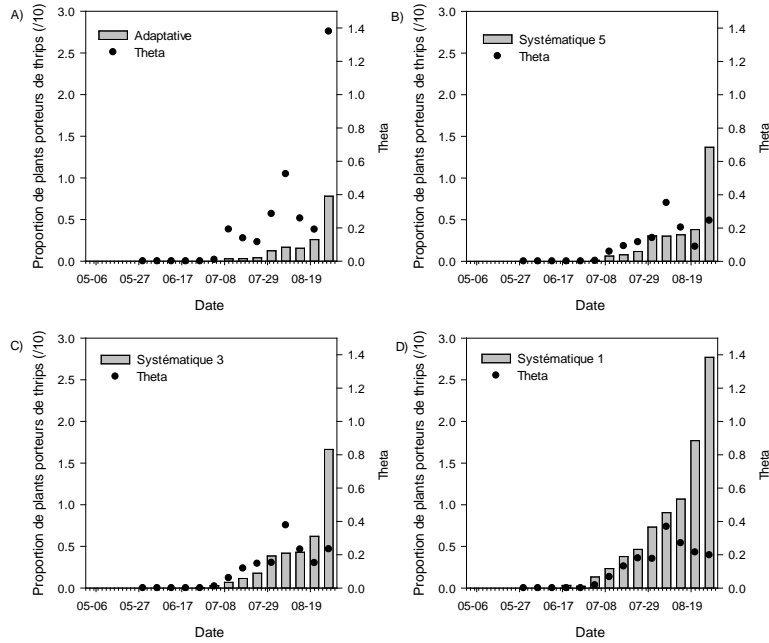 A)
Proportion de plants porteurs de thrips (/10)
3.0
2.5
2.0
1.5
1.0
0.5
0.0
Adaptative
Theta
1.4
1.2
1.0
0.8
0.6
0.4
0.2
0.0
Theta
05-06 05-27 06-17 07-08 07-29 08-19
Date
B)
Proportion de plants porteurs de thrips (/10)
3.0
2.5
2.0
1.5
1.0
0.5
0.0
Systématique 5
Theta
1.4
1.2
1.0
0.8
0.6
0.4
0.2
0.0
Theta
05-06 05-27 06-17 07-08 07-29 08-19
Date
C)
Proportion de plants porteurs de thrips (/10)
3.0
2.5
2.0
1.5
1.0
0.5
0.0
Systématique 3
Theta
1.4
1.2
1.0
0.8
0.6
0.4
0.2
0.0
Theta
05-06 05-27 06-17 07-08 07-29 08-19
Date
D)
Proportion de plants porteurs de thrips (/10)
3.0
2.5
2.0
1.5
1.0
0.5
0.0
Systématique 1
Theta
1.4
1.2
1.0
0.8
0.6
0.4
0.2
0.0
Theta
05-06 05-27 06-17 07-08 07-29 08-19
Date